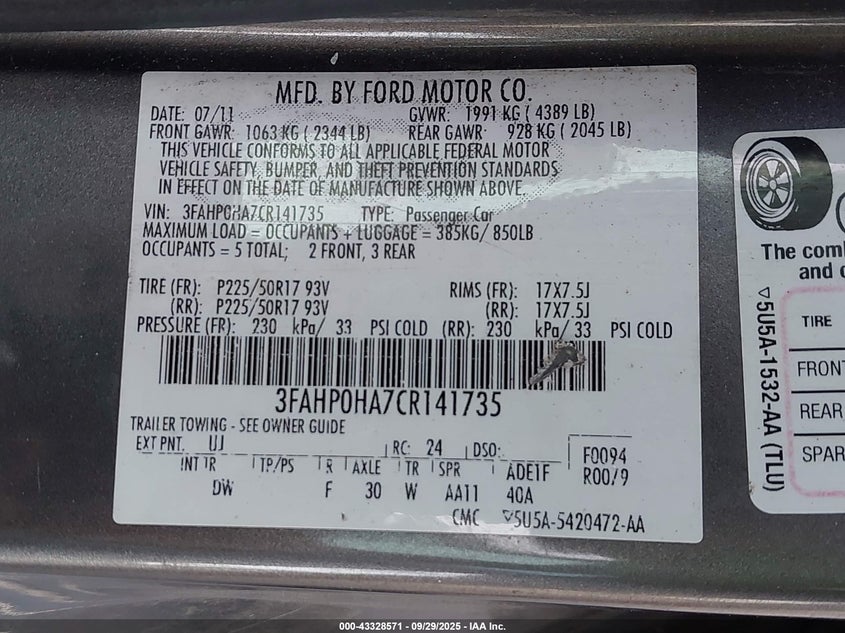 MFD. BY FORD MOTOR CO.
DATE: 07/11 GVWR: 1991 KG ( 4389 LB)
FRONT GAWR: 1063 KG ( 2344 LB) REAR GAWR: 928 KG ( 2045 LB)
THIS VEHICLE CONFORMS TO ALL APPLICABLE FEDERAL MOTOR
VEHICLE SAFETY, BUMPER, AND THEFT PREVENTION STANDARDS
IN EFFECT ON THE DATE OF MANUFACTURE SHOWN ABOVE.
VIN: 3FAHP0HA7CR141735 TYPE: Passenger Car
MAXIMUM LOAD = OCCUPANTS + LUGGAGE = 385KG/ 850LB
OCCUPANTS = 5 TOTAL; 2 FRONT, 3 REAR
TIRE (FR): P225/50R17 93V RIMS (FR): 17X7.5J
(RR): P225/50R17 93V (RR): 17X7.5J
PRESSURE (FR): 230 kPa/ 33 PSI COLD (RR): 230 kPa/ 33 PSI COLD
3FAHP0HA7CR141735
TRAILER TOWING - SEE OWNER GUIDE
EXT PNT: UJ RC: 24 DSO: F0094
INT TR TP/PS R AXLE TR SPR ADE1F R00/9
DW F 30 W AA11 40A
CMC ▽5U5A-5420472-AA
The com
and c
TIRE
FRONT
REAR
SPAR
▽5U5A-1532-AA (TLU)
000-43328571 | 09/29/2025 - IAA Inc.